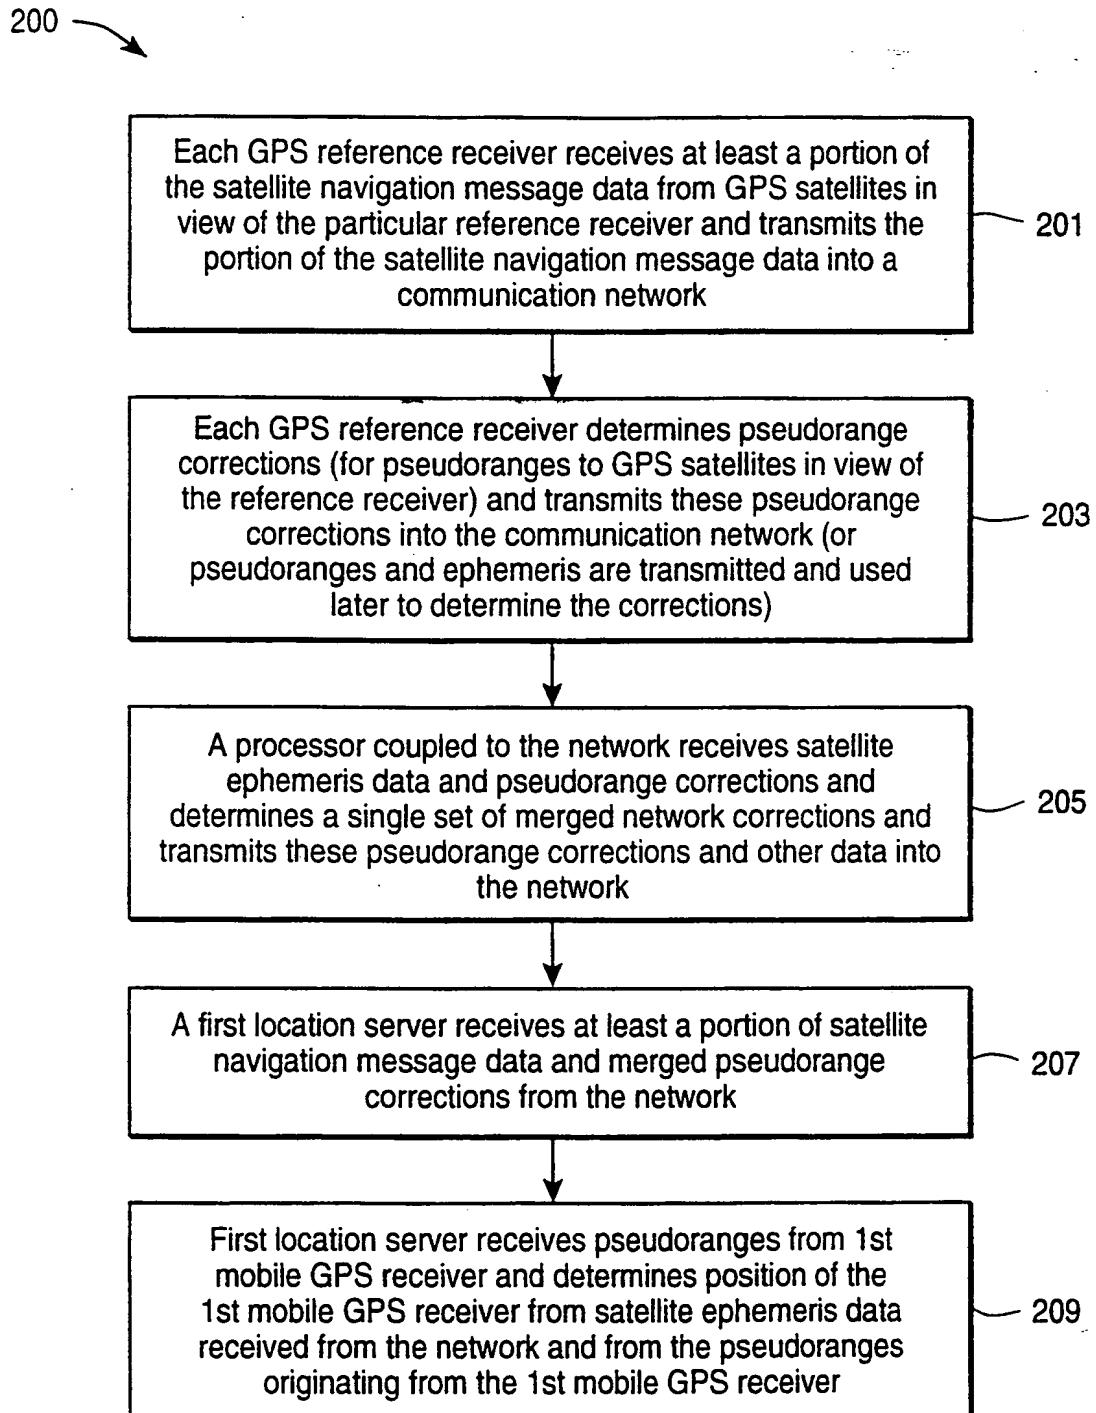 200
Each GPS reference receiver receives at least a portion of
the satellite navigation message data from GPS satellites in
view of the particular reference receiver and transmits the
portion of the satellite navigation message data into a
communication network
201
Each GPS reference receiver determines pseudorange
corrections (for pseudoranges to GPS satellites in view of
the reference receiver) and transmits these pseudorange
corrections into the communication network (or
pseudoranges and ephemeris are transmitted and used
later to determine the corrections)
203
A processor coupled to the network receives satellite
ephemeris data and pseudorange corrections and
determines a single set of merged network corrections and
transmits these pseudorange corrections and other data into
the network
205
A first location server receives at least a portion of satellite
navigation message data and merged pseudorange
corrections from the network
207
First location server receives pseudoranges from 1st
mobile GPS receiver and determines position of the
1st mobile GPS receiver from satellite ephemeris data
received from the network and from the pseudoranges
originating from the 1st mobile GPS receiver
209